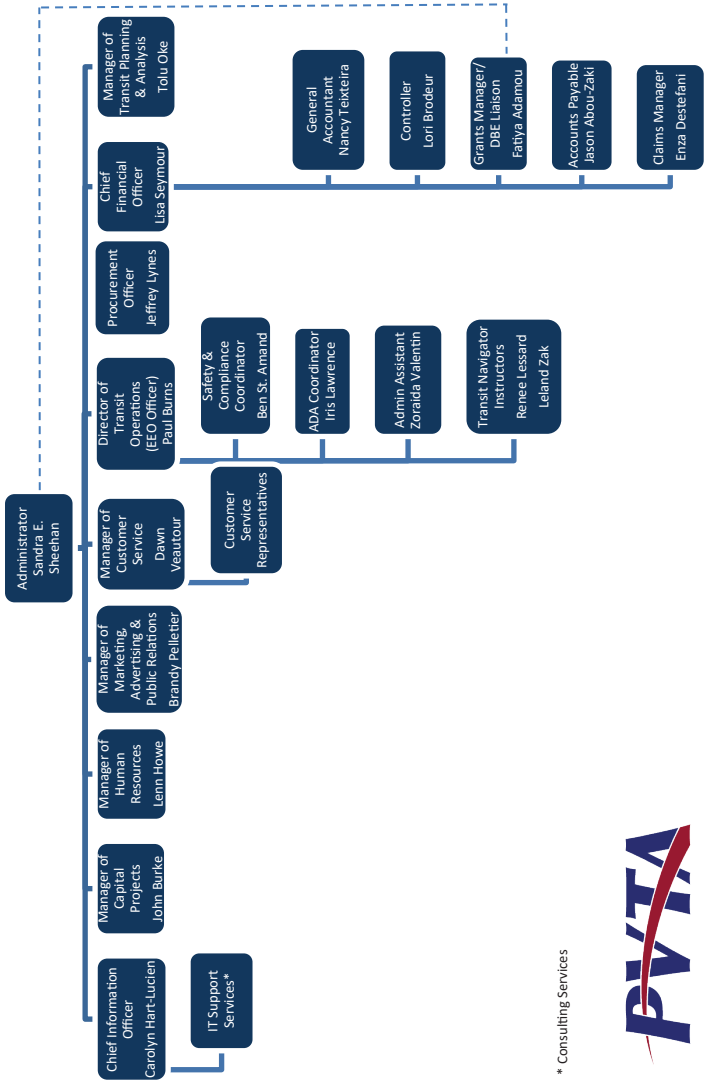 Administrator
Sandra E.
Sheehan
Chief Information
Officer
Carolyn Hart-Lucien
IT Support
Services*
Manager of
Capital
Projects
John Burke
Manager of
Human
Resources
Lenn Howe
Manager of
Marketing,
Advertising &
Public Relations
Brandy Pelletier
Manager of
Customer
Service
Dawn
Veautour
Customer
Service
Representatives
Director of
Transit
Operations
(EEO Officer)
Paul Burns
Safety &
Compliance
Coordinator
Ben St. Amand
ADA Coordinator
Iris Lawrence
Admin Assistant
Zoraida Valentin
Transit Navigator
Instructors
Renee Lessard
Leland Zak
Procurement
Officer
Jeffrey Lynes
Chief
Financial
Officer
Lisa Seymour
General
Accountant
Nancy Teixteira
Controller
Lori Brodeur
Grants Manager/
DBE Liaison
Fatiya Adamou
Accounts Payable
Jason Abou-Zaki
Claims Manager
Enza Destefani
Manager of
Transit Planning
& Analysis
Tolu Oke
* Consulting Services
PVTA